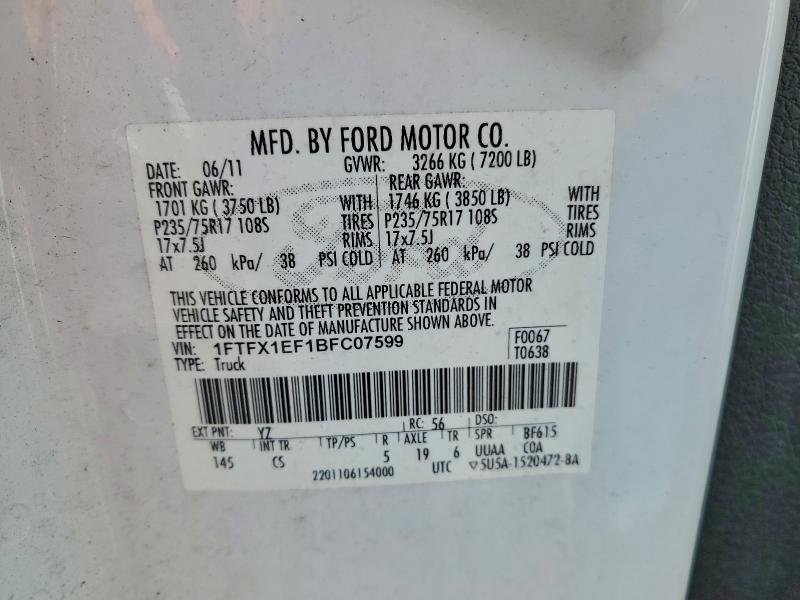 MFD. BY FORD MOTOR CO.
DATE: 06/11 GVWR: 3266 KG ( 7200 LB)
FRONT GAWR: REAR GAWR:
1701 KG ( 3750 LB) WITH 1746 KG ( 3850 LB) WITH
P235/75R17 108S TIRES P235/75R17 108S TIRES
17x7.5J RIMS 17x7.5J RIMS
AT 260 kPa/ 38 PSI COLD AT 260 kPa/ 38 PSI COLD
Ford
THIS VEHICLE CONFORMS TO ALL APPLICABLE FEDERAL MOTOR
VEHICLE SAFETY AND THEFT PREVENTION STANDARDS IN
EFFECT ON THE DATE OF MANUFACTURE SHOWN ABOVE.
VIN: 1FTFX1EF1BFC07599 F0067
TYPE: Truck T0638
EXT PNT: YZ RC: 56 DSO:
WB INT TR TP/PS R AXLE TR SPR BF615
145 CS 5 19 6 UUAA COA
2201106154000 UTC ▽5U5A-1520472-BA